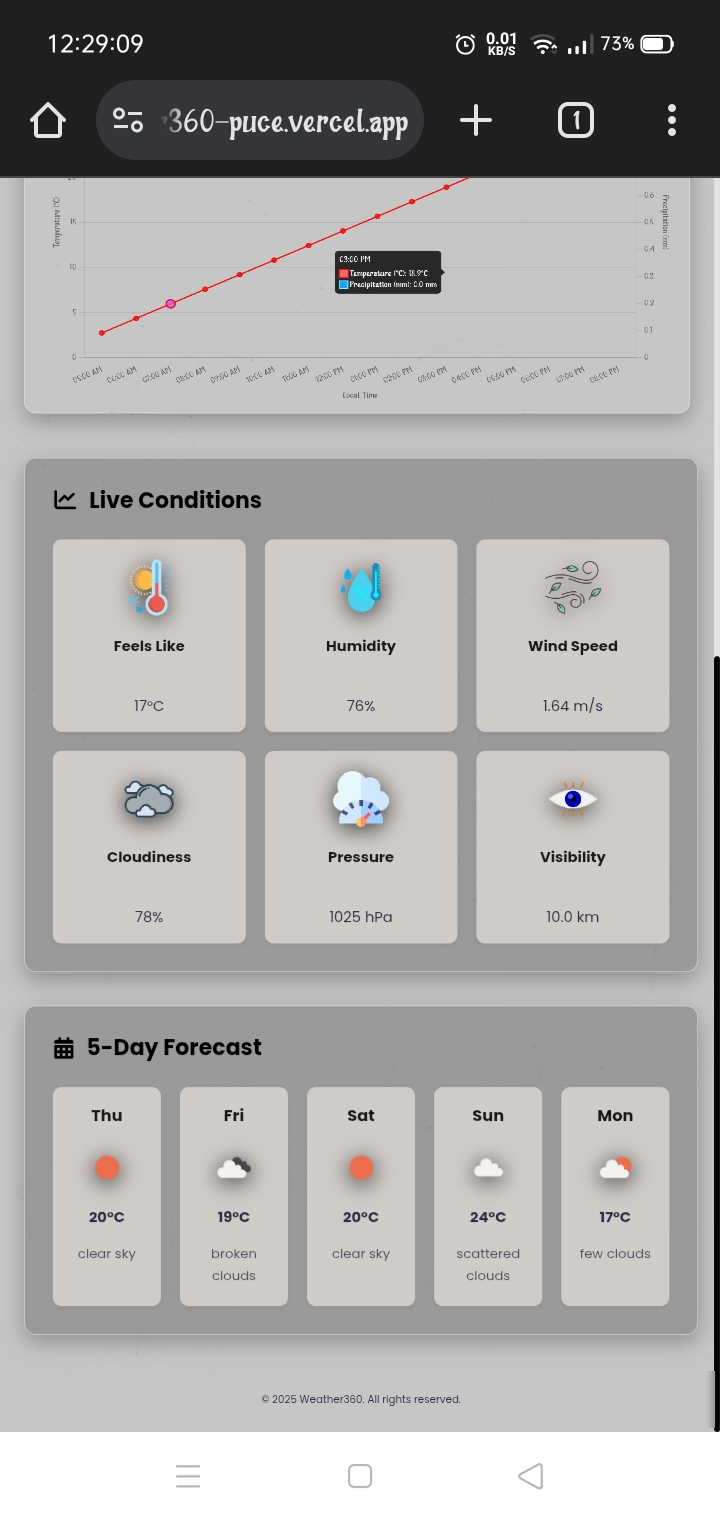 12:29:09
0.01
KB/S
73%
360-puce.vercel.app
1
20
15
10
5
0
Temperature (°C)
0.6
0.5
0.4
0.3
0.2
0.1
0
Precipitation (mm)
03:00 PM
Temperature (°C): 18.9°C
Precipitation (mm): 0.0 mm
05:00 AM 06:00 AM 07:00 AM 08:00 AM 09:00 AM 10:00 AM 11:00 AM 12:00 PM 01:00 PM 02:00 PM 03:00 PM 04:00 PM 05:00 PM 06:00 PM 07:00 PM 08:00 PM
Local Time
Live Conditions
Feels Like Humidity Wind Speed
17°C 76% 1.64 m/s
Cloudiness Pressure Visibility
78% 1025 hPa 10.0 km
5-Day Forecast
Thu Fri Sat Sun Mon
20°C 19°C 20°C 24°C 17°C
clear sky broken clear sky scattered few clouds
clouds clouds
© 2025 Weather360. All rights reserved.